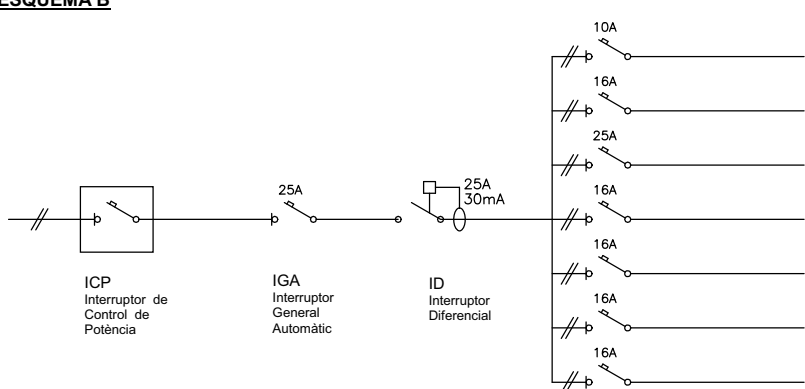 ESQUEMA B
10A
16A
25A
16A
16A
16A
16A
25A
25A
30mA
ICP
Interruptor de
Control de
Potència
IGA
Interruptor
General
Automàtic
ID
Interruptor
Diferencial